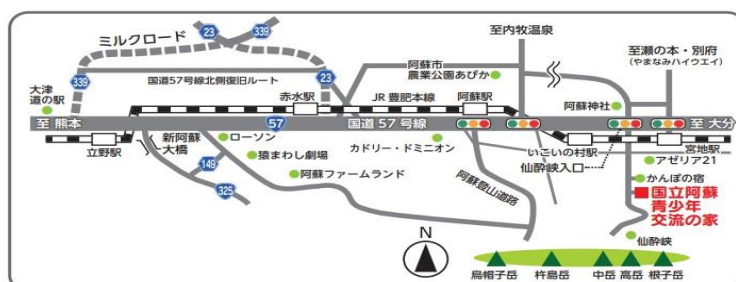 ミルクロード
23
339
339
23
大津
道の駅
国道57号線北側復旧ルート
赤水駅
JR 豊肥本線
阿蘇市
農業公園あぴか
阿蘇駅
至内牧温泉
至瀬の本・別府
(やまなみハイウエイ)
阿蘇神社
至 熊本
57
国道 57 号線
至 大分
立野駅
新阿蘇
大橋
ローソン
149
325
猿まわし劇場
阿蘇ファームランド
カドリー・ドミニオン
阿蘇登山道路
いこいの村駅
仙酔峡入口
宮地駅
アゼリア21
かんぽの宿
国立阿蘇
青少年
交流の家
仙酔峡
N
烏帽子岳
杵島岳
中岳
高岳
根子岳